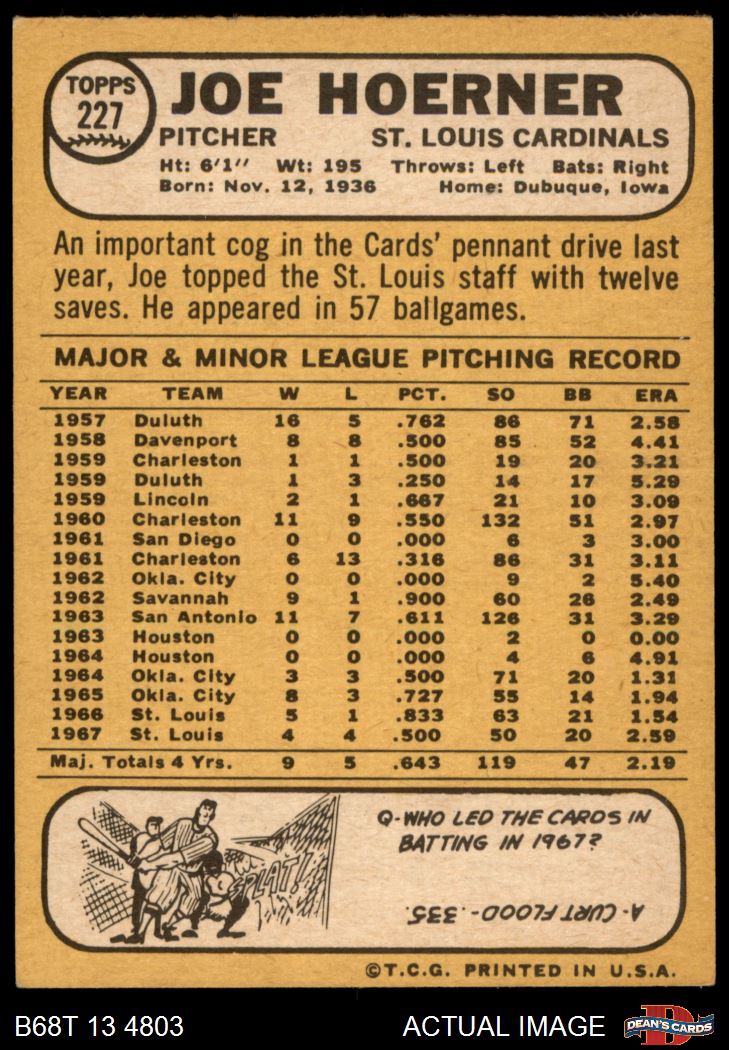 TOPPS
227
JOE HOERNER
PITCHER ST. LOUIS CARDINALS
Ht: 6'1" Wt: 195 Throws: Left Bats: Right
Born: Nov. 12, 1936 Home: Dubuque, Iowa
An important cog in the Cards' pennant drive last
year, Joe topped the St. Louis staff with twelve
saves. He appeared in 57 ballgames.
MAJOR & MINOR LEAGUE PITCHING RECORD
YEAR TEAM W L PCT. SO BB ERA
1957 Duluth 16 5 .762 86 71 2.58
1958 Davenport 8 8 .500 85 52 4.41
1959 Charleston 1 1 .500 19 20 3.21
1959 Duluth 1 3 .250 14 17 5.29
1959 Lincoln 2 1 .667 21 10 3.09
1960 Charleston 11 9 .550 132 51 2.97
1961 San Diego 0 0 .000 6 3 3.00
1961 Charleston 6 13 .316 86 31 3.11
1962 Okla. City 0 0 .000 9 2 5.40
1962 Savannah 9 1 .900 60 26 2.49
1963 San Antonio 11 7 .611 126 31 3.29
1963 Houston 0 0 .000 2 0 0.00
1964 Houston 0 0 .000 4 6 4.91
1964 Okla. City 3 3 .500 71 20 1.31
1965 Okla. City 8 3 .727 55 14 1.94
1966 St. Louis 5 1 .833 63 21 1.54
1967 St. Louis 4 4 .500 50 20 2.59
Maj. Totals 4 Yrs. 9 5 .643 119 47 2.19
Q-WHO LED THE CARDS IN
BATTING IN 1967?
SPLAT!
A-CURT FLOOD-.335.
©T.C.G. PRINTED IN U.S.A.
B68T 13 4803 ACTUAL IMAGE
D
DEAN'S CARDS